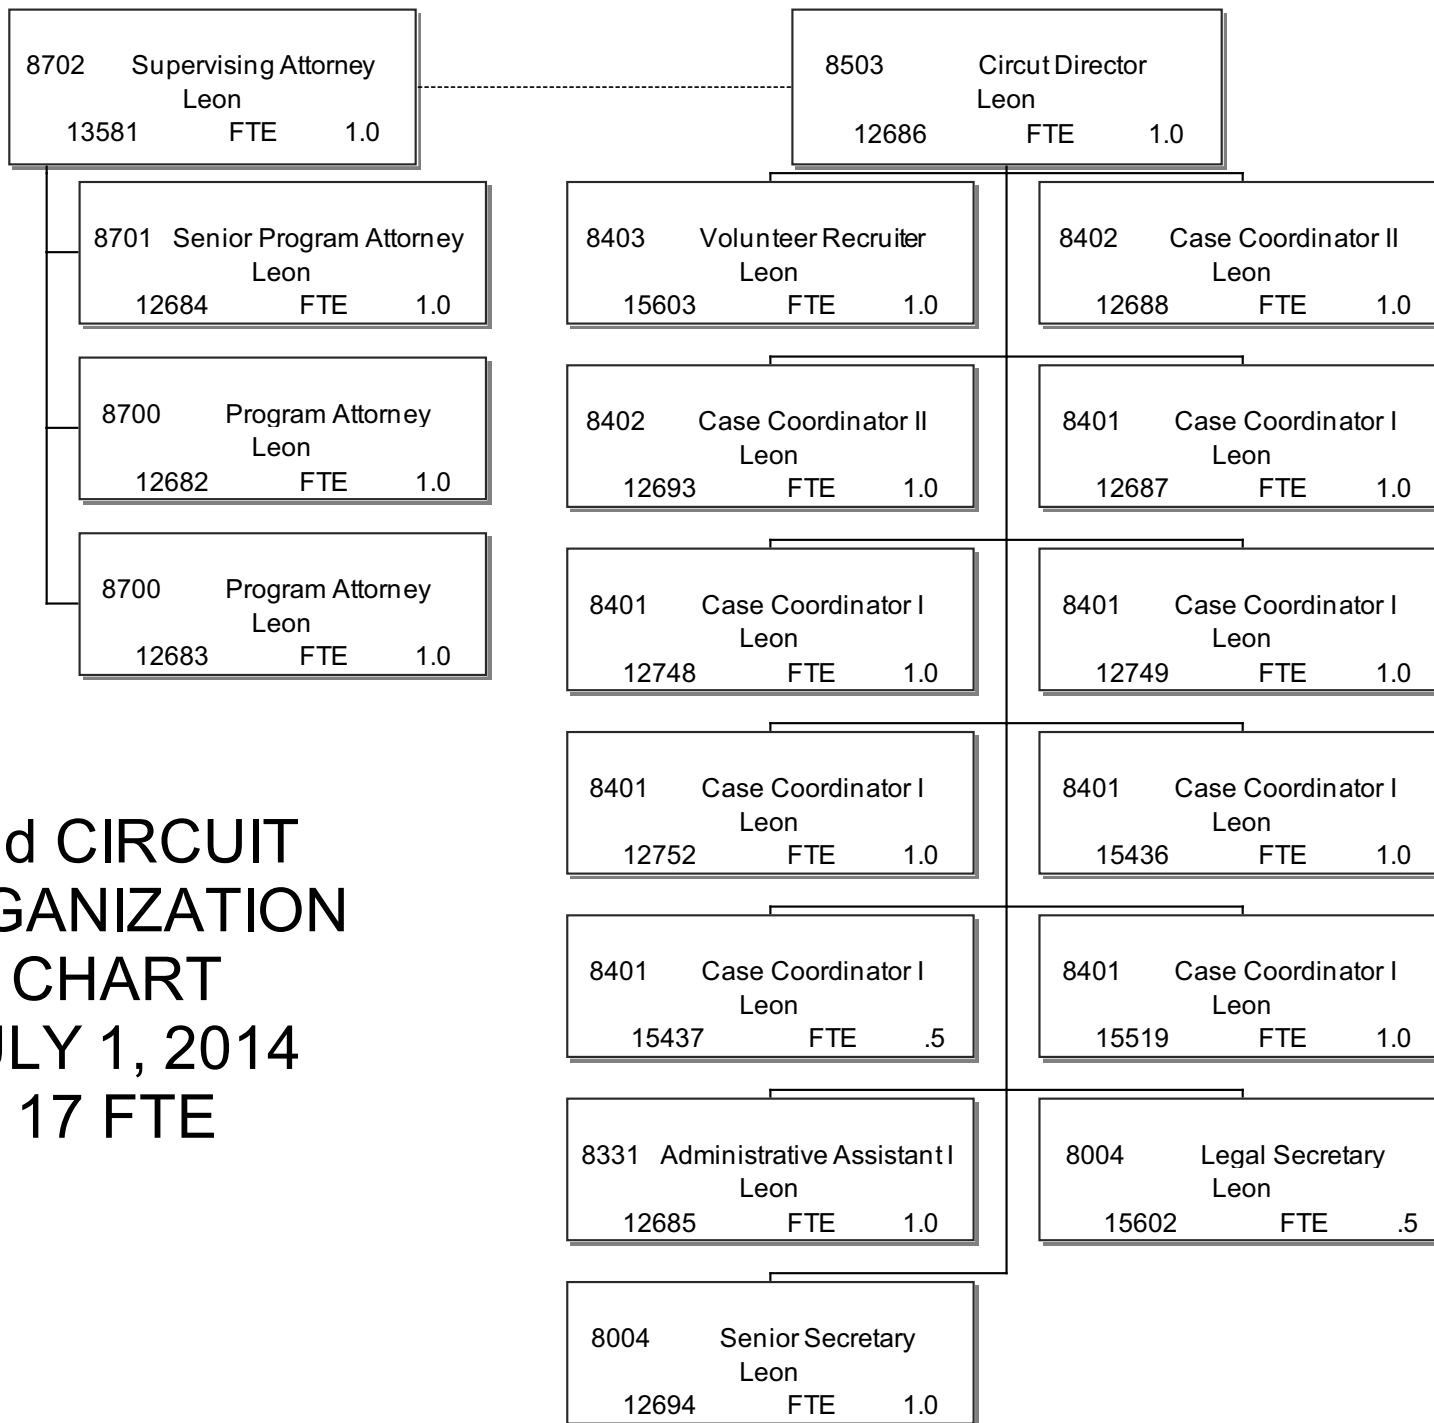 8702 Supervising Attorney
Leon
13581 FTE 1.0
8503 Circut Director
Leon
12686 FTE 1.0
8701 Senior Program Attorney
Leon
12684 FTE 1.0
8700 Program Attorney
Leon
12682 FTE 1.0
8700 Program Attorney
Leon
12683 FTE 1.0
8403 Volunteer Recruiter
Leon
15603 FTE 1.0
8402 Case Coordinator II
Leon
12688 FTE 1.0
8402 Case Coordinator II
Leon
12693 FTE 1.0
8401 Case Coordinator I
Leon
12687 FTE 1.0
8401 Case Coordinator I
Leon
12748 FTE 1.0
8401 Case Coordinator I
Leon
12749 FTE 1.0
8401 Case Coordinator I
Leon
12752 FTE 1.0
8401 Case Coordinator I
Leon
15436 FTE 1.0
8401 Case Coordinator I
Leon
15437 FTE .5
8401 Case Coordinator I
Leon
15519 FTE 1.0
8331 Administrative Assistant I
Leon
12685 FTE 1.0
8004 Legal Secretary
Leon
15602 FTE .5
8004 Senior Secretary
Leon
12694 FTE 1.0
d CIRCUIT
GANIZATION
CHART
ULY 1, 2014
17 FTE